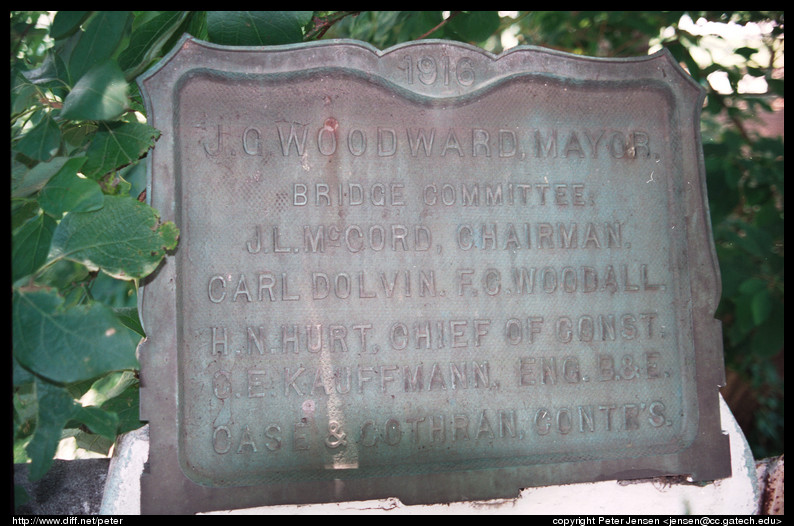 1916
J.G. WOODWARD, MAYOR.
BRIDGE COMMITTEE.
J.L. McCORD, CHAIRMAN.
CARL DOLVIN. F.C. WOODALL.
H.N. HURT, CHIEF OF CONST.
C.E. KAUFFMANN, ENG. B.& E.
CASE & COTHRAN, CONTR'S.
http://www.diff.net/peter copyright Peter Jensen <jensen@cc.gatech.edu>